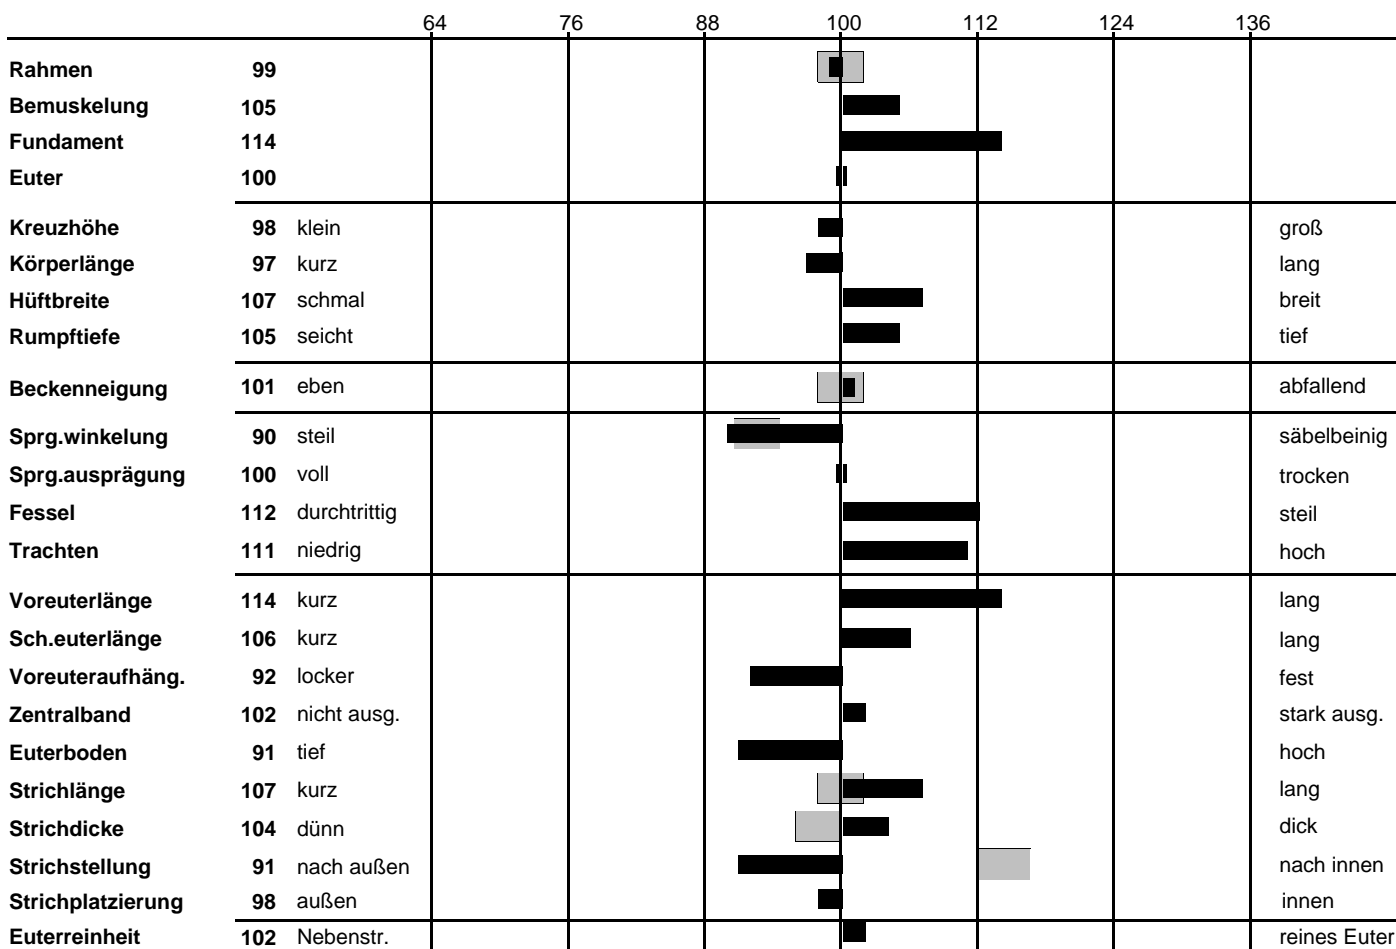 64 76 88 100 112 124 136
Rahmen 99
Bemuskelung 105
Fundament 114
Euter 100
Kreuzhöhe 98 klein groß
Körperlänge 97 kurz lang
Hüftbreite 107 schmal breit
Rumpftiefe 105 seicht tief
Beckenneigung 101 eben abfallend
Sprg.winkelung 90 steil säbelbeinig
Sprg.ausprägung 100 voll trocken
Fessel 112 durchtrittig steil
Trachten 111 niedrig hoch
Voreuterlänge 114 kurz lang
Sch.euterlänge 106 kurz lang
Voreuteraufhäng. 92 locker fest
Zentralband 102 nicht ausg. stark ausg.
Euterboden 91 tief hoch
Strichlänge 107 kurz lang
Strichdicke 104 dünn dick
Strichstellung 91 nach außen nach innen
Strichplatzierung 98 außen innen
Euterreinheit 102 Nebenstr. reines Euter